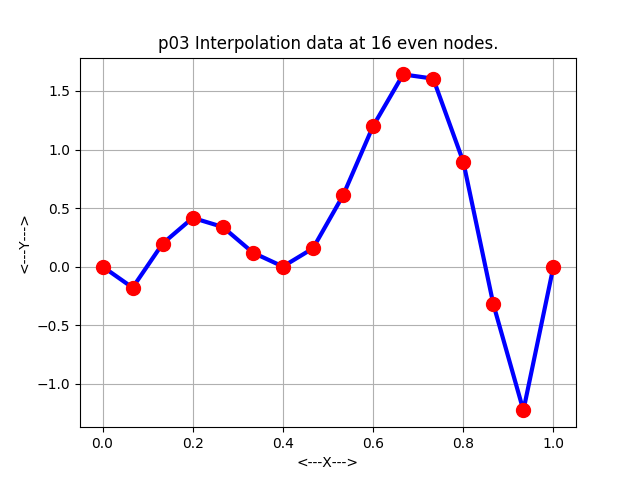 p03 Interpolation data at 16 even nodes.
1.5
1.0
0.5
0.0
−0.5
−1.0
<---Y--->
0.0 0.2 0.4 0.6 0.8 1.0
<---X--->